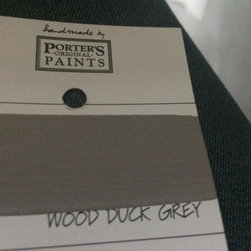 handmade by
PORTER'S
ORIGINAL
PAINTS
WOOD DUCK GREY